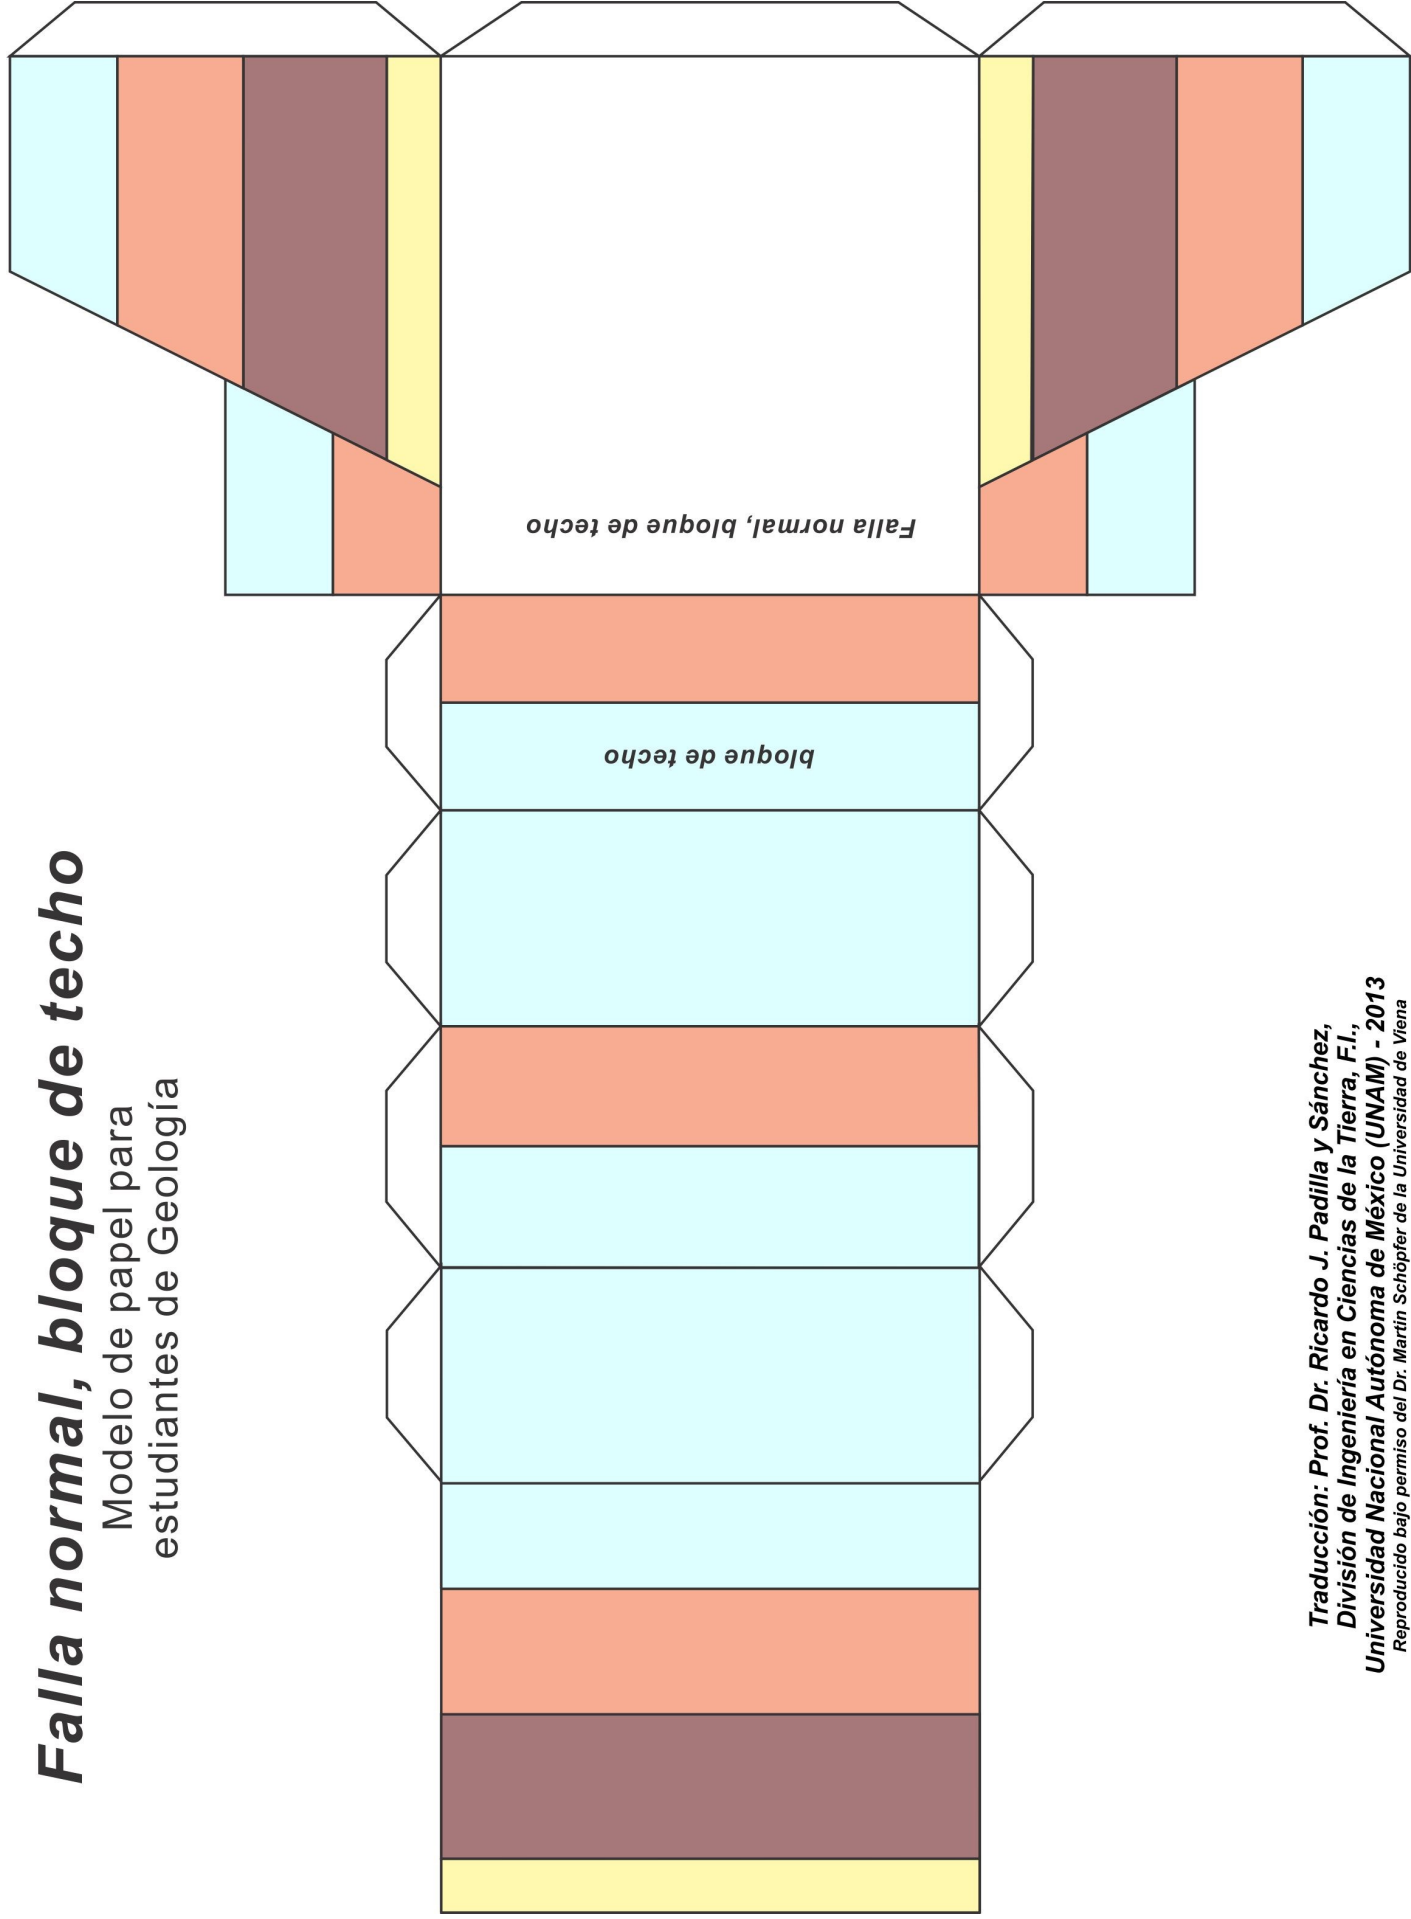 Falla normal, bloque de techo
Modelo de papel para
estudiantes de Geología
Falla normal, bloque de techo
bloque de techo
Traducción: Prof. Dr. Ricardo J. Padilla y Sánchez,
División de Ingeniería en Ciencias de la Tierra, F.I.,
Universidad Nacional Autónoma de México (UNAM) - 2013
Reproducido bajo permiso del Dr. Martin Schöpfer de la Universidad de Viena